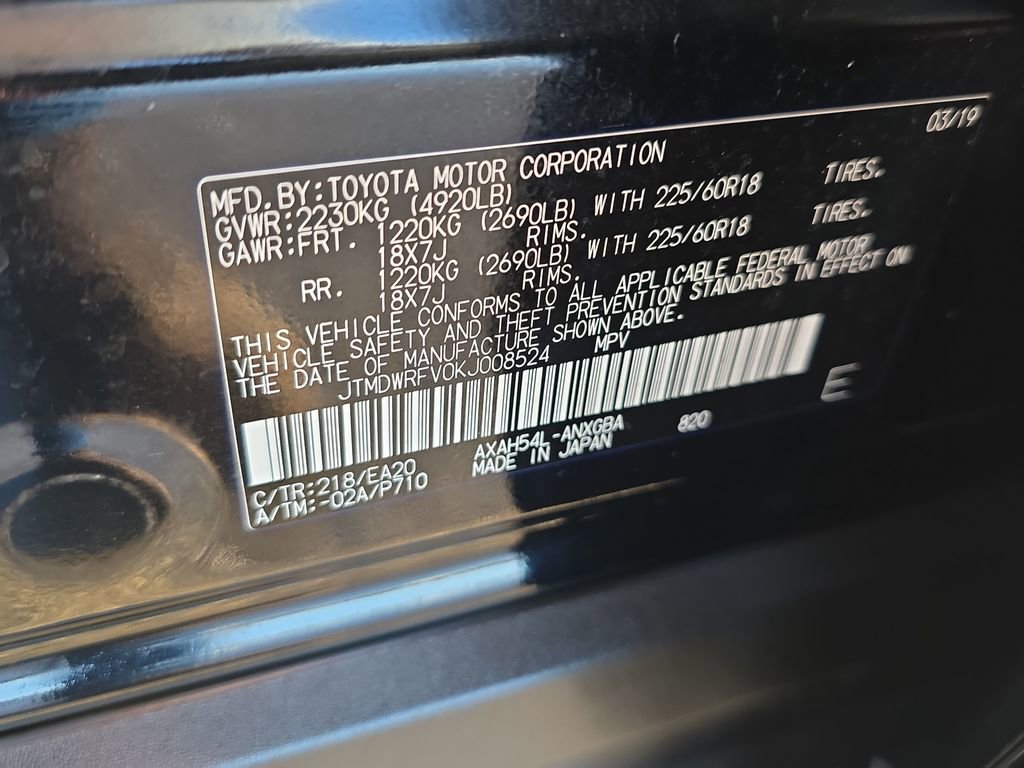 03/19
MFD.BY:TOYOTA MOTOR CORPORATION
GVWR:2230KG (4920LB)
GAWR:FRT. 1220KG (2690LB) WITH 225/60R18 TIRES.
18X7J RIMS.
RR. 1220KG (2690LB) WITH 225/60R18 TIRES.
18X7J RIMS.
THIS VEHICLE CONFORMS TO ALL APPLICABLE FEDERAL MOTOR
VEHICLE SAFETY AND THEFT PREVENTION STANDARDS IN EFFECT ON
THE DATE OF MANUFACTURE SHOWN ABOVE.
JTMDWRFV0KJ008524 MPV
E
C/TR:218/EA20 AXAH54L-ANXGBA 820
A/TM:-02A/P710 MADE IN JAPAN